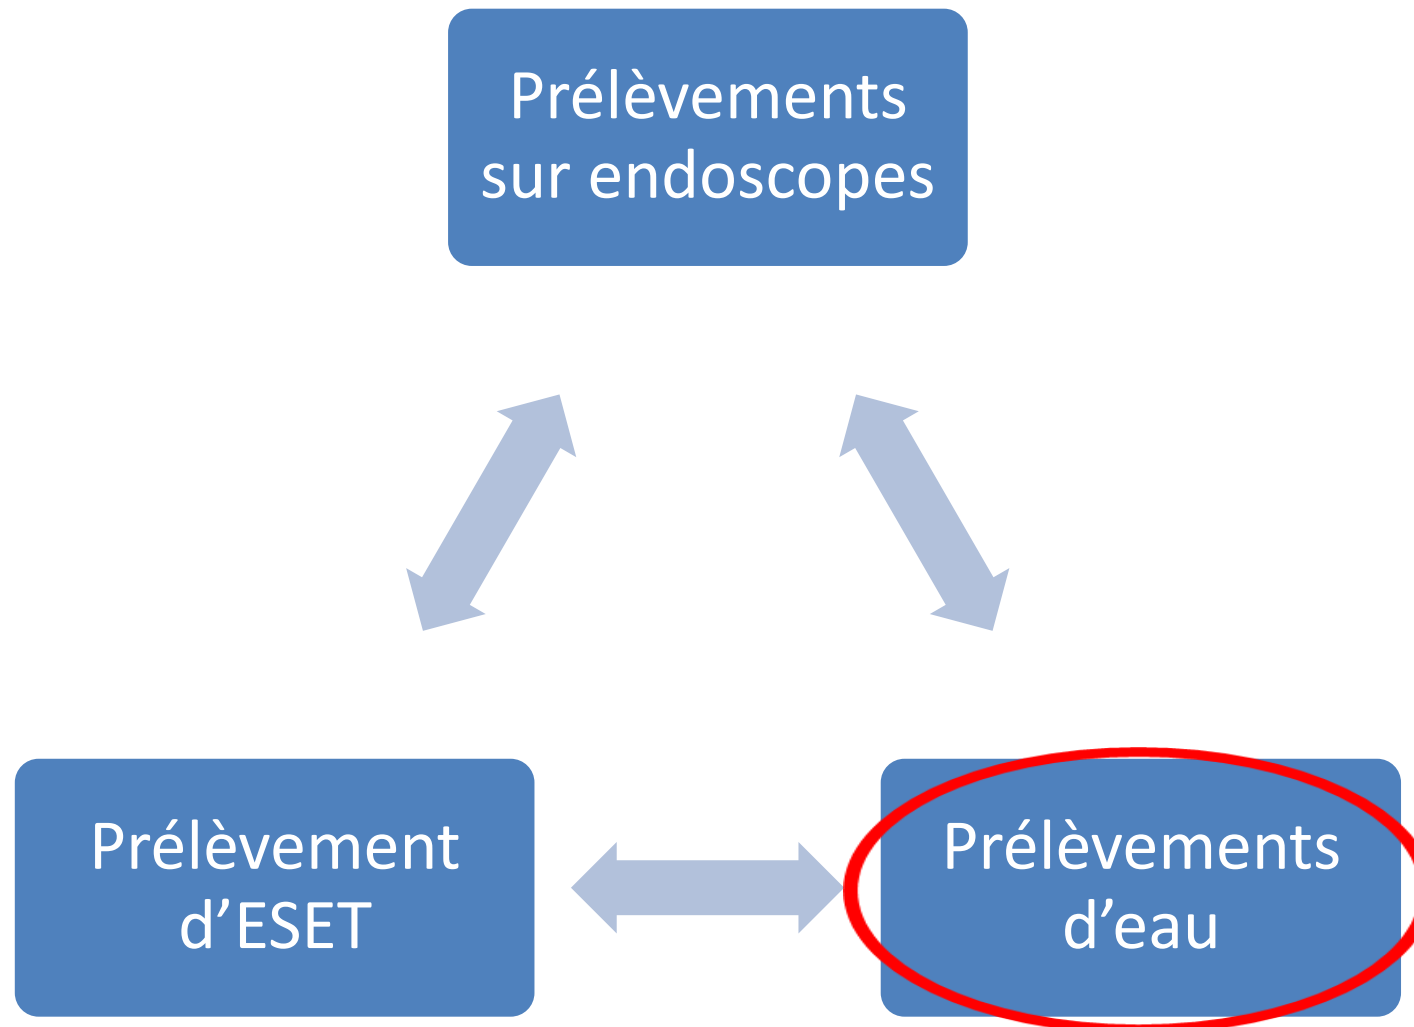 Prélèvements
sur endoscopes
Prélèvement
d’ESET
Prélèvements
d’eau